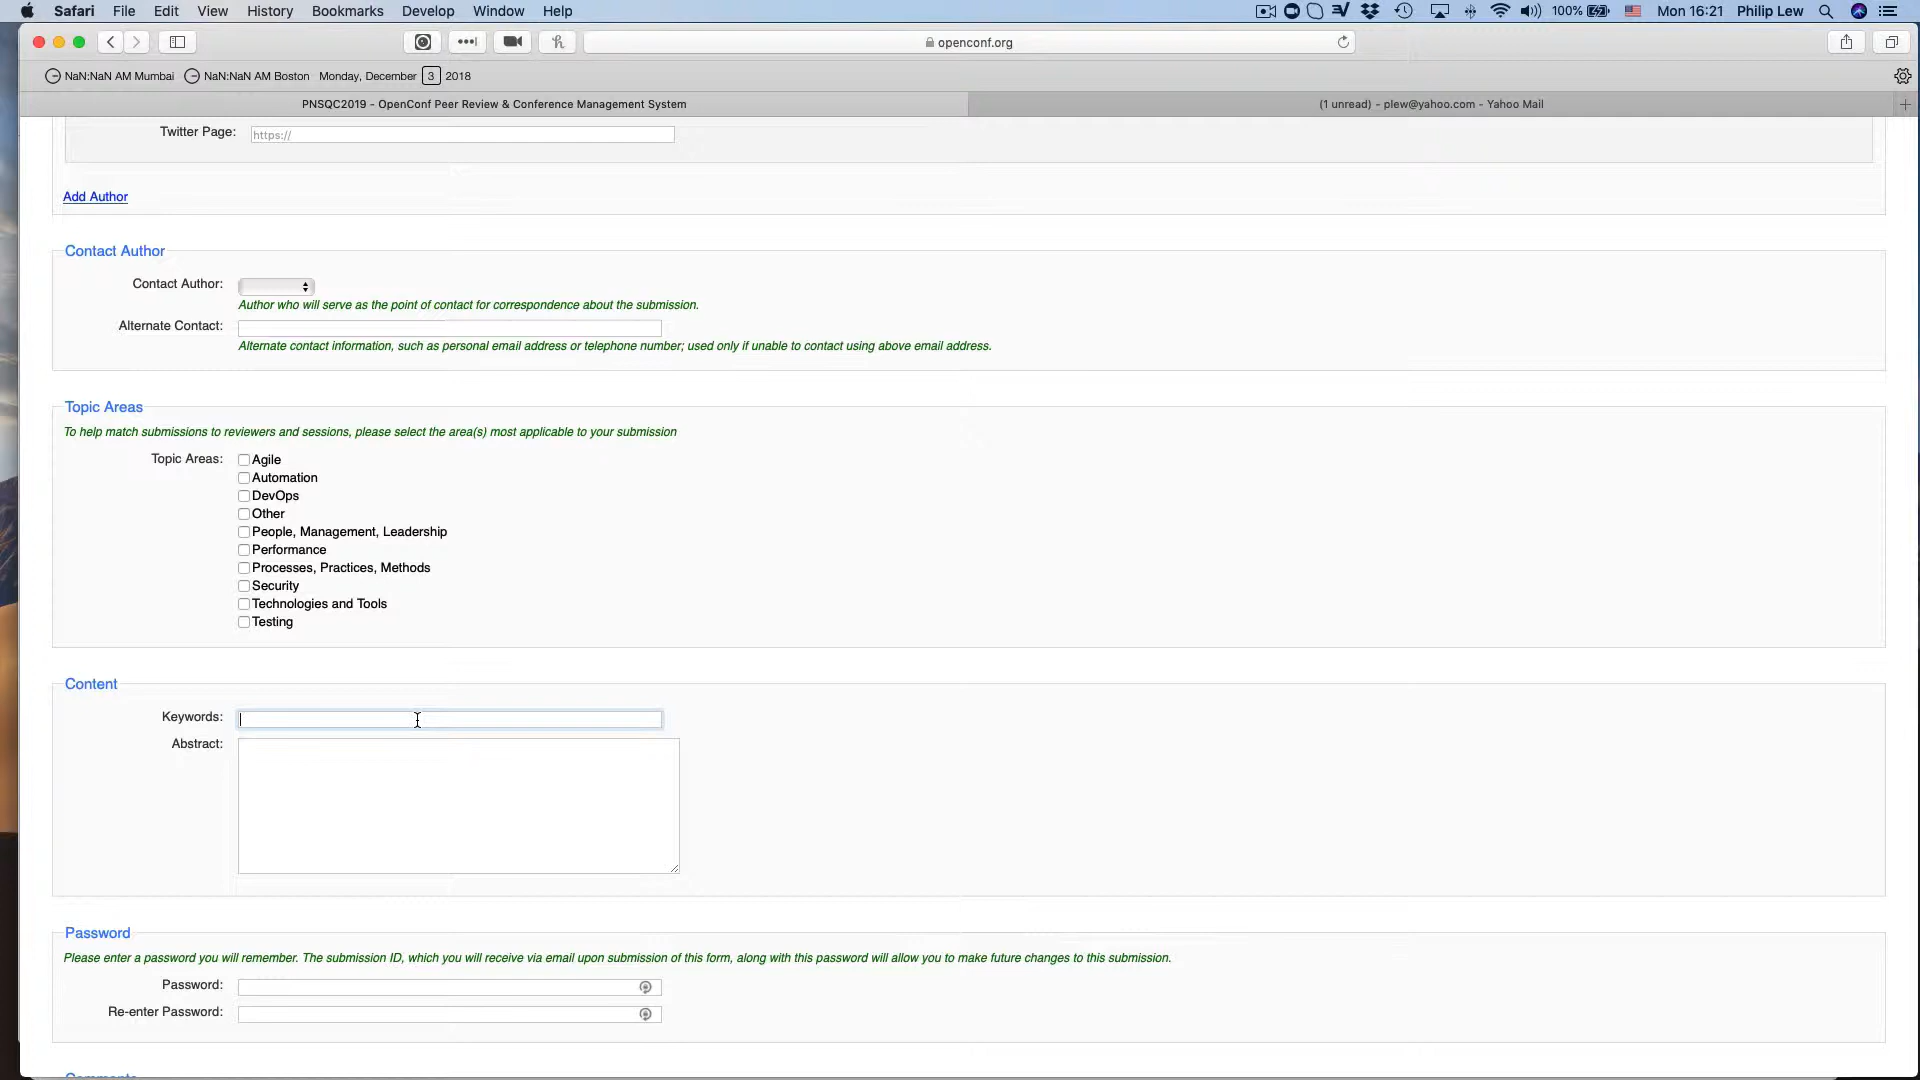 Safari File Edit View History Bookmarks Develop Window Help 100% Mon 16:21 Philip Lew
openconf.org
NaN:NaN AM Mumbai NaN:NaN AM Boston Monday, December 3 2018
PNSQC2019 - OpenConf Peer Review & Conference Management System (1 unread) - plew@yahoo.com - Yahoo Mail
Twitter Page: https://
Add Author
Contact Author
Contact Author:
Author who will serve as the point of contact for correspondence about the submission.
Alternate Contact:
Alternate contact information, such as personal email address or telephone number; used only if unable to contact using above email address.
Topic Areas
To help match submissions to reviewers and sessions, please select the area(s) most applicable to your submission
Topic Areas: Agile
Automation
DevOps
Other
People, Management, Leadership
Performance
Processes, Practices, Methods
Security
Technologies and Tools
Testing
Content
Keywords:
Abstract:
Password
Please enter a password you will remember. The submission ID, which you will receive via email upon submission of this form, along with this password will allow you to make future changes to this submission.
Password:
Re-enter Password: